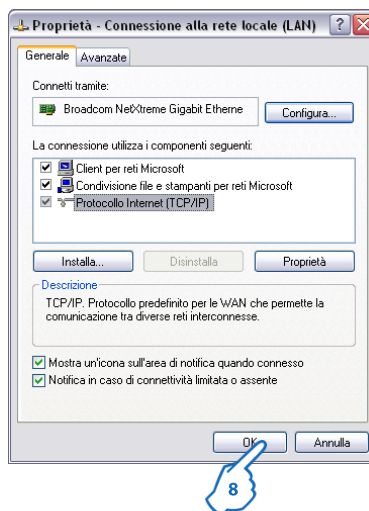 Proprietà - Connessione alla rete locale (LAN)
Generale Avanzate
Connetti tramite:
Broadcom NetXtreme Gigabit Etherne
Configura...
La connessione utilizza i componenti seguenti:
Client per reti Microsoft
Condivisione file e stampanti per reti Microsoft
Protocollo Internet (TCP/IP)
Installa... Disinstalla Proprietà
Descrizione
TCP/IP. Protocollo predefinito per le WAN che permette la
comunicazione tra diverse reti interconnesse.
Mostra un'icona sull'area di notifica quando connesso
Notifica in caso di connettività limitata o assente
OK Annulla
8